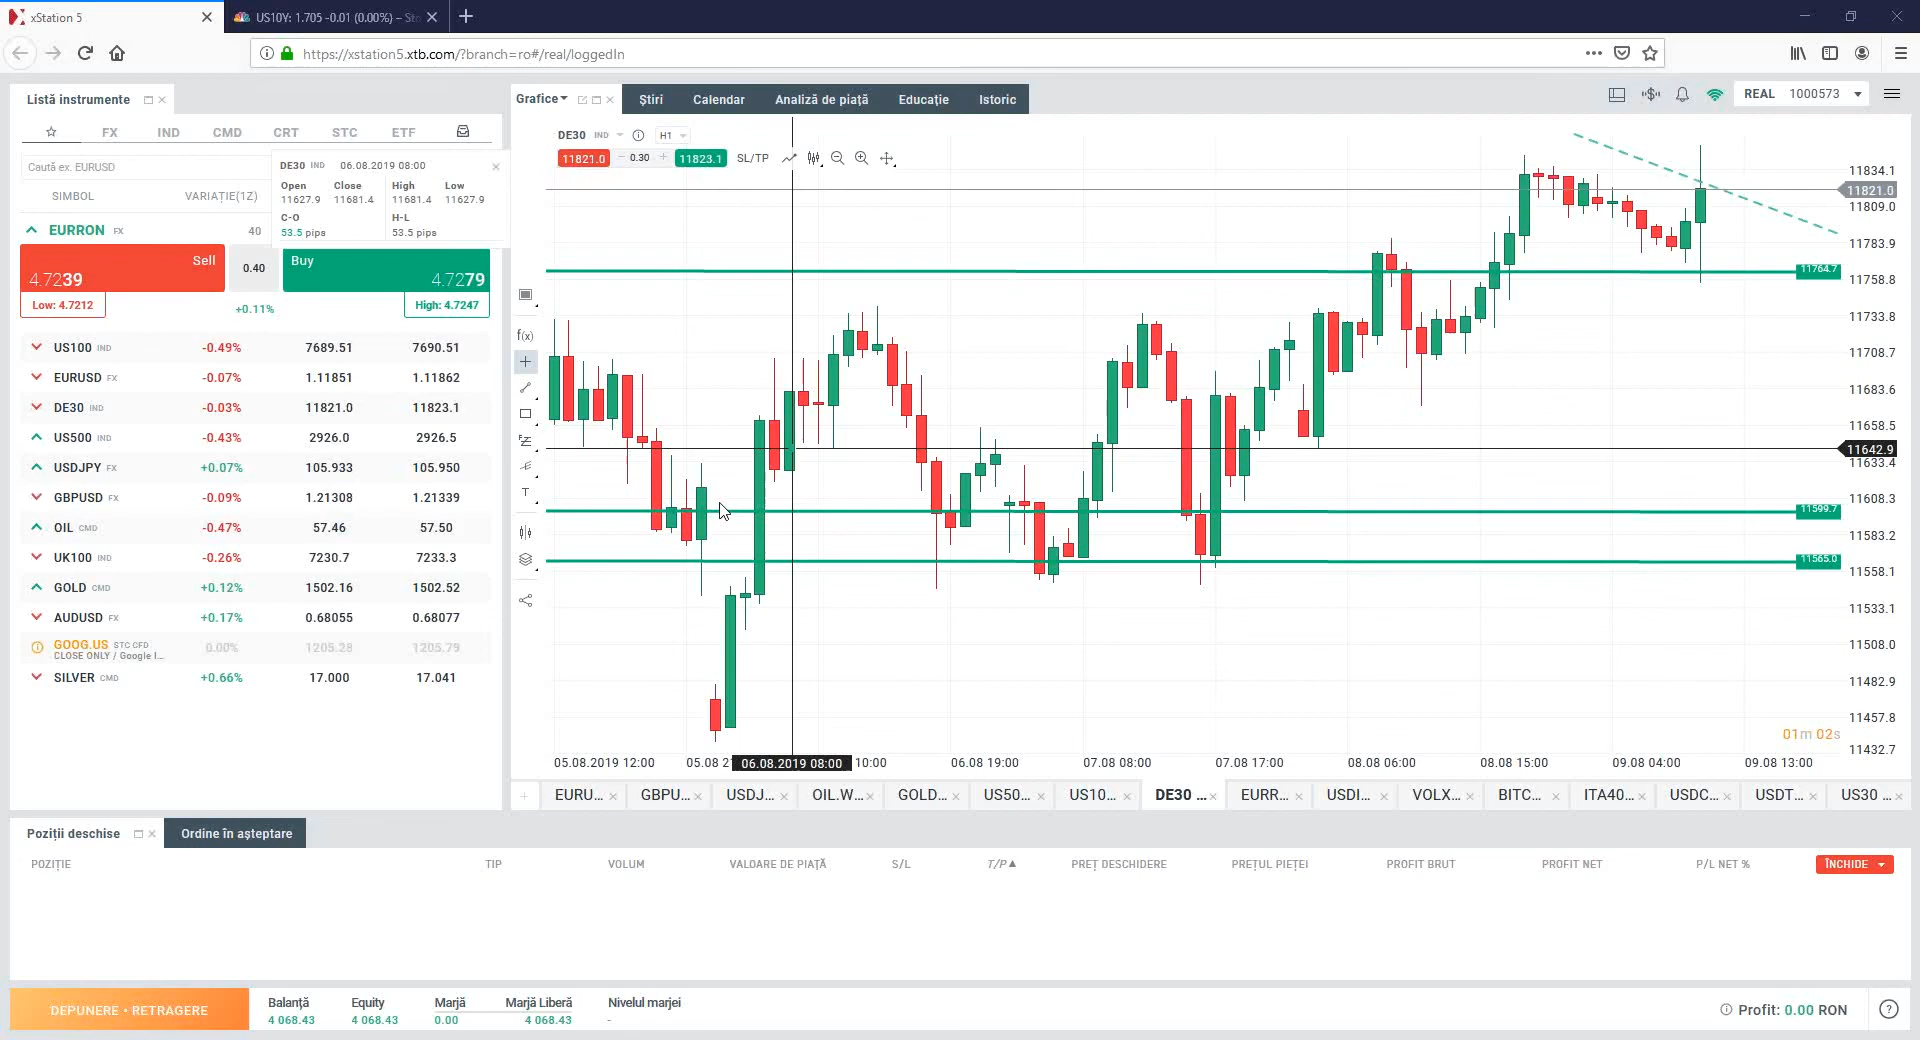 xStation 5
US10Y: 1.705 -0.01 (0.00%) – St
https://xstation5.xtb.com/?branch=ro#/real/loggedIn
Listă instrumente
FX IND CMD CRT STC ETF
Caută ex. EURUSD
SIMBOL VARIAȚIE(1Z)
EURRON FX 40
Sell
4.7239
0.40
Buy
4.7279
Low: 4.7212
+0.11%
High: 4.7247
US100 IND -0.49% 7689.51 7690.51
EURUSD FX -0.07% 1.11851 1.11862
DE30 IND -0.03% 11821.0 11823.1
US500 IND -0.43% 2926.0 2926.5
USDJPY FX +0.07% 105.933 105.950
GBPUSD FX -0.09% 1.21308 1.21339
OIL CMD -0.47% 57.46 57.50
UK100 IND -0.26% 7230.7 7233.3
GOLD CMD +0.12% 1502.16 1502.52
AUDUSD FX +0.17% 0.68055 0.68077
GOOG.US STC CFD 0.00% 1205.28 1205.79
CLOSE ONLY / Google I...
SILVER CMD +0.66% 17.000 17.041
DE30 IND 06.08.2019 08:00
Open Close High Low
11627.9 11681.4 11681.4 11627.9
C-O H-L
53.5 pips 53.5 pips
Grafice Știri Calendar Analiză de piață Educație Istoric
REAL 1000573
DE30 IND H1
11821.0 0.30 11823.1 SL/TP
f(x)
T
11834.1
11821.0
11809.0
11783.9
11764.7
11758.8
11733.8
11708.7
11683.6
11658.5
11642.9
11633.4
11608.3
11599.7
11583.2
11565.0
11558.1
11533.1
11508.0
11482.9
11457.8
01m 02s
11432.7
05.08.2019 12:00 05.08 21 06.08.2019 08:00 10:00 06.08 19:00 07.08 08:00 07.08 17:00 08.08 06:00 08.08 15:00 09.08 04:00 09.08 13:00
EURU... GBPU... USDJ... OIL.W... GOLD... US50... US10... DE30 ... EURR... USDI... VOLX... BITC... ITA40... USDC... USDT... US30 ...
Poziții deschise Ordine în așteptare
POZIȚIE TIP VOLUM VALOARE DE PIAȚĂ S/L T/P PREȚ DESCHIDERE PREȚUL PIEȚEI PROFIT BRUT PROFIT NET P/L NET % ÎNCHIDE
DEPUNERE • RETRAGERE
Balanță Equity Marjă Marjă Liberă Nivelul marjei
4 068.43 4 068.43 0.00 4 068.43 -
Profit: 0.00 RON